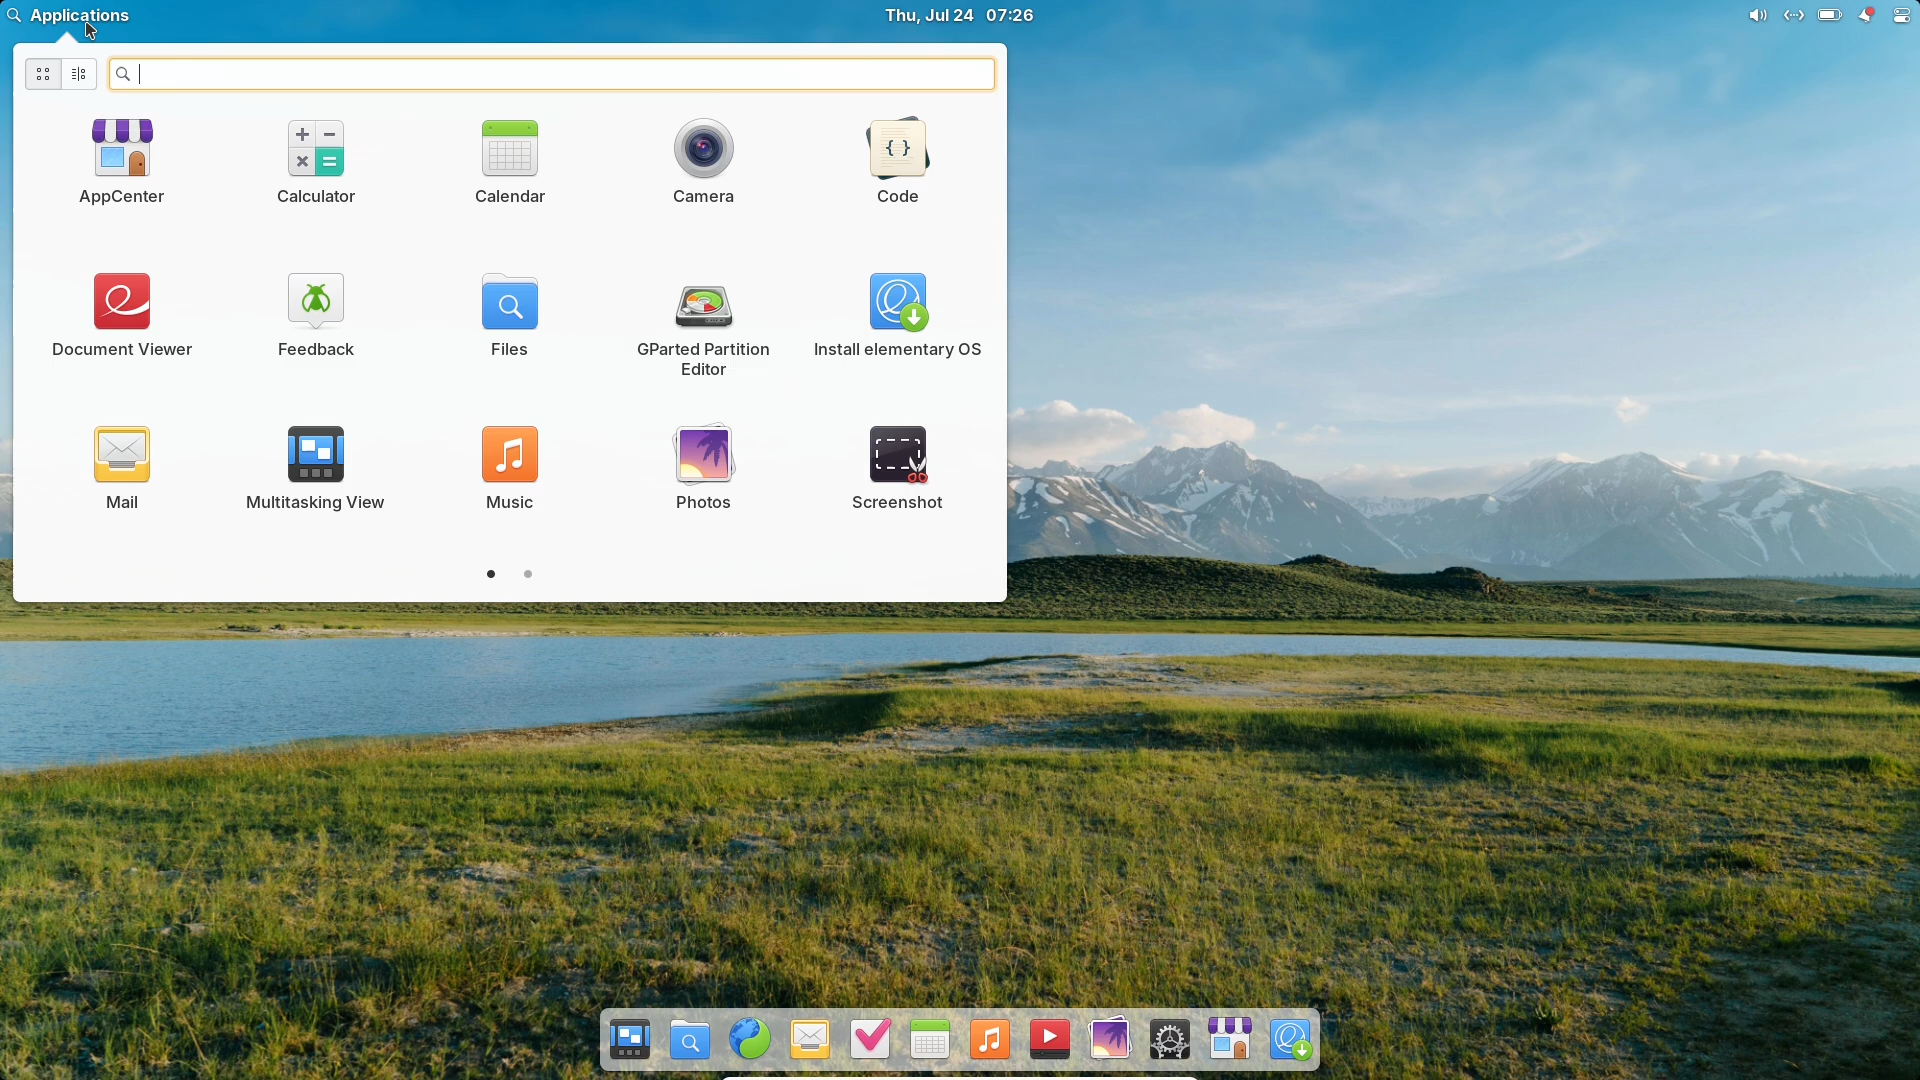 Applications
Thu, Jul 24 07:26
AppCenter
Calculator
Calendar
Camera
Code
Document Viewer
Feedback
Files
GParted Partition
Editor
Install elementary OS
Mail
Multitasking View
Music
Photos
Screenshot